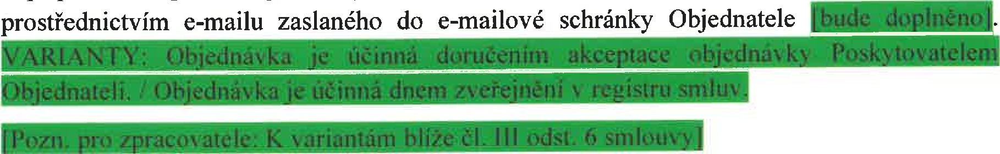 prostřednictvím e-mailu zaslaného do e-mailové schránky Objednatele [bude doplněno].
VARIANTY: Objednávka je účinná doručením akceptace objednávky Poskytovatelem
Objednateli. / Objednávka je účinná dnem zveřejnění v registru smluv.
[Pozn. pro zpracovatele: K variantám blíže čl. III odst. 6 smlouvy]